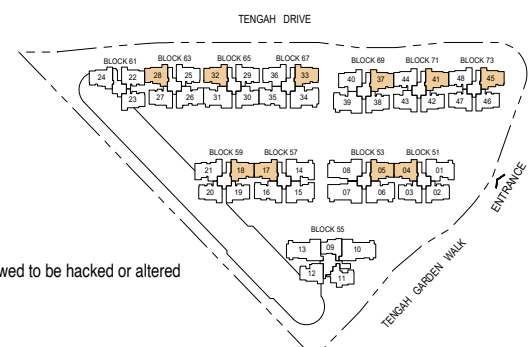 TENGAH DRIVE
BLOCK 61 BLOCK 63 BLOCK 65 BLOCK 67 BLOCK 69 BLOCK 71 BLOCK 73
24 22 28 25 32 29 36 33 40 37 44 41 48 45
23 27 26 31 30 35 34 39 38 43 42 47 46
BLOCK 59 BLOCK 57 BLOCK 53 BLOCK 51
21 18 17 14 08 05 04 01
20 19 16 15 07 06 03 02
ENTRANCE
BLOCK 55
13 09 10
12 11
wed to be hacked or altered
TENGAH GARDEN WALK